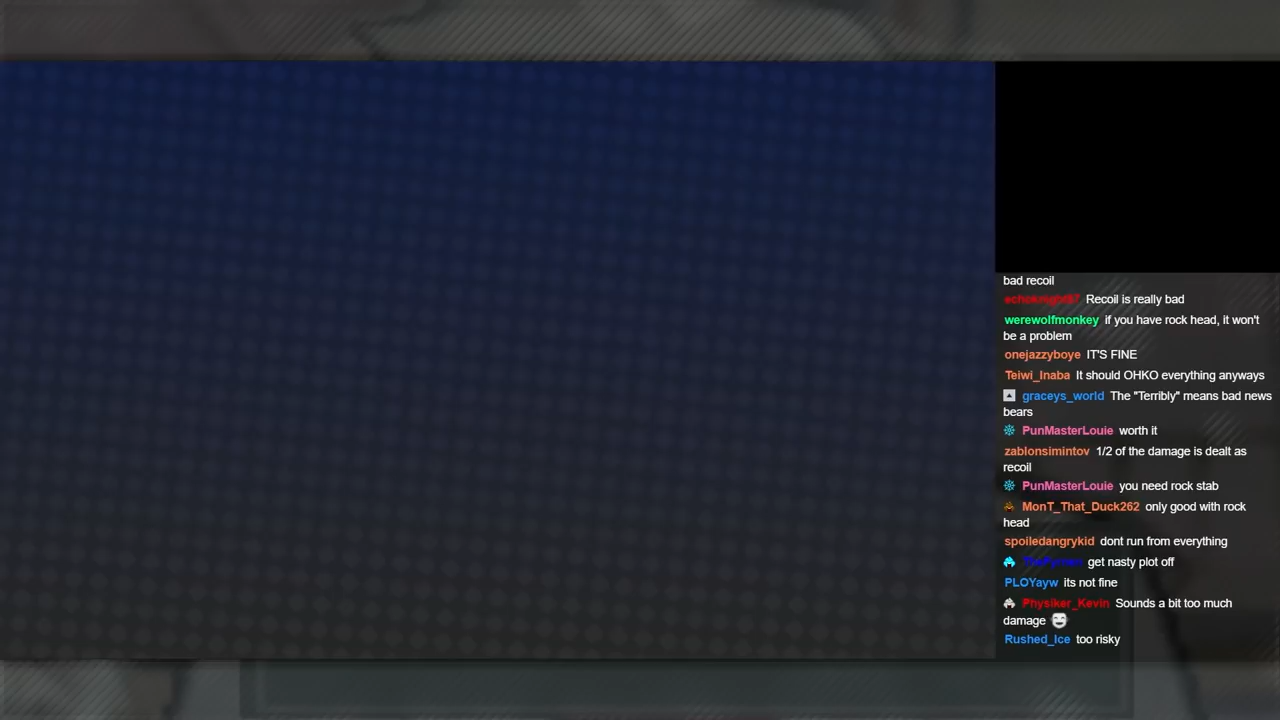 bad recoil
Recoil is really bad
werewolfmonkey if you have rock head, it won't
be a problem
onejazzyboye IT'S FINE
Teiwi_Inaba It should OHKO everything anyways
graceys_world The "Terribly" means bad news
bears
PunMasterLouie worth it
zablonsimintov 1/2 of the damage is dealt as
recoil
PunMasterLouie you need rock stab
MonT_That_Duck262 only good with rock
head
spoiledangrykid dont run from everything
get nasty plot off
PLOYayw its not fine
Physiker_Kevin Sounds a bit too much
damage
Rushed_Ice too risky